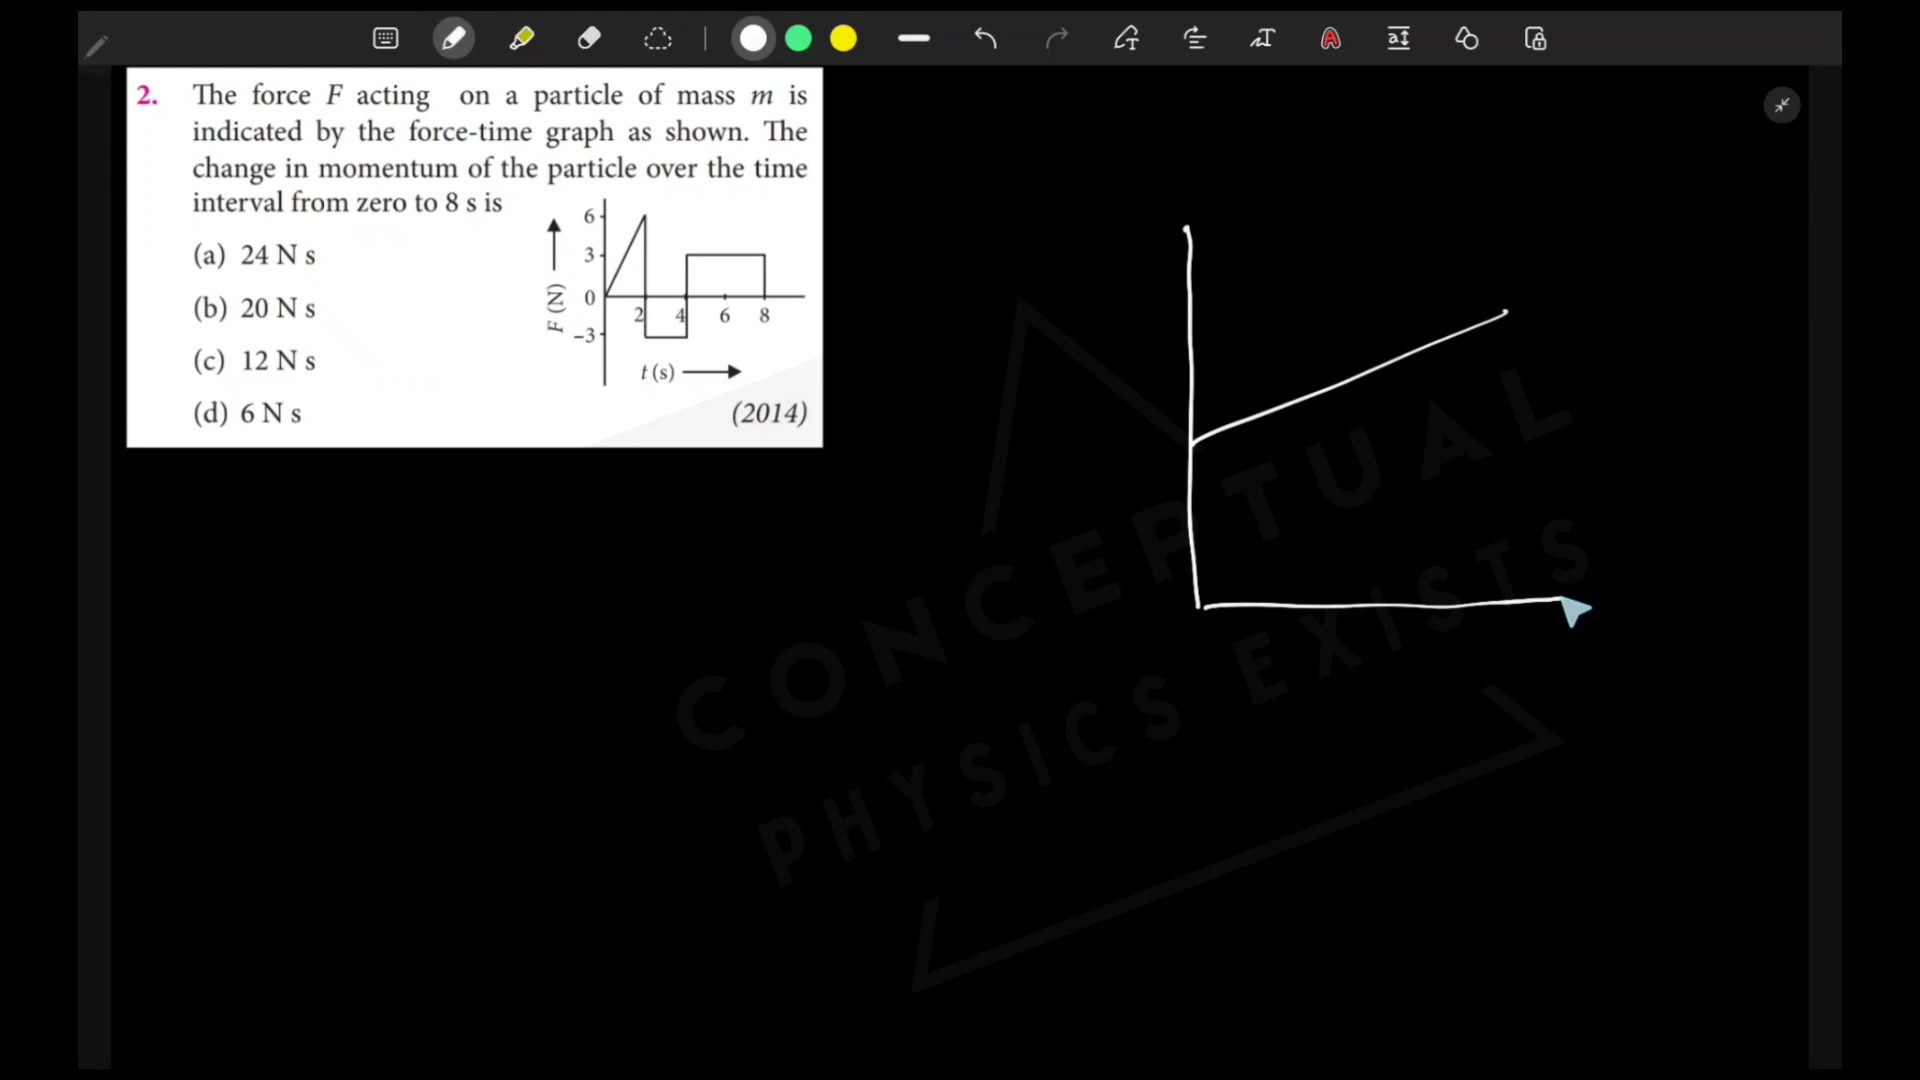 2. The force F acting on a particle of mass m is
indicated by the force-time graph as shown. The
change in momentum of the particle over the time
interval from zero to 8 s is
(a) 24 N s
(b) 20 N s
(c) 12 N s
(d) 6 N s
6
3
0
–3
F (N)
2 4 6 8
t (s)
(2014)
CONCEPTUAL
PHYSICS EXISTS